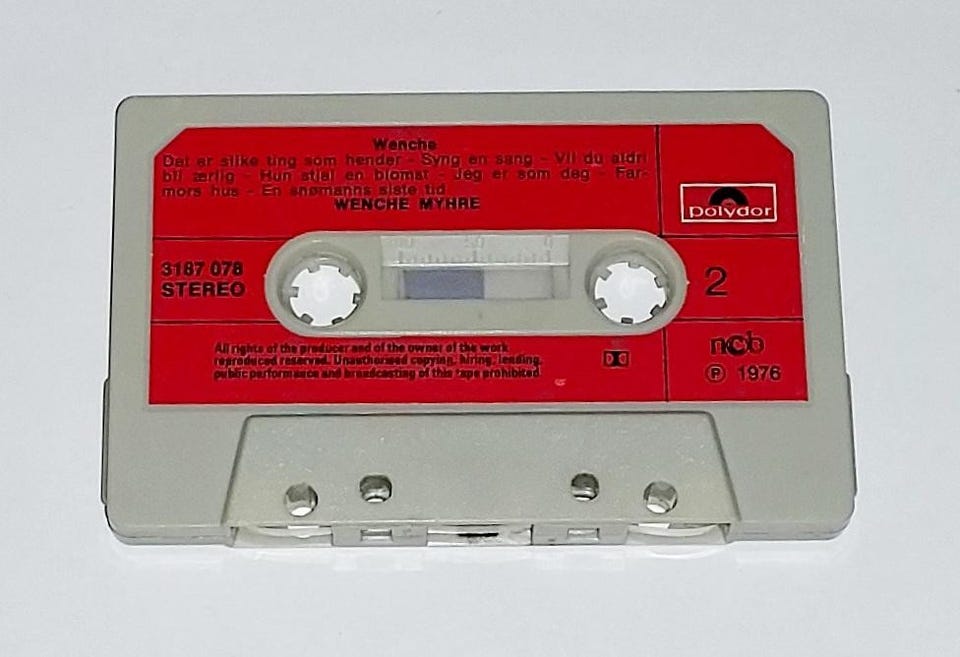 Wenche
Det er slike ting som hender - Syng en sang - Vil du aldri
bli ærlig - Hun stjal en blomst - Jeg er som deg - Far-
mors hus - En snømanns siste tid
WENCHE MYHRE
polydor
100 50 0
3187 078
STEREO
2
All rights of the producer and of the owner of the work
reproduced reserved. Unauthorised copying, hiring, lending,
public performance and broadcasting of this tape prohibited.
ncb
℗ 1976